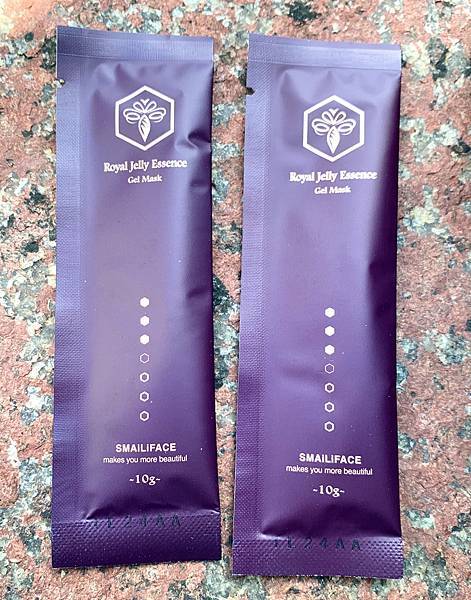 Royal Jelly Essence
Gel Mask
SMAILIFACE
makes you more beautiful
~10g~
Royal Jelly Essence
Gel Mask
SMAILIFACE
makes you more beautiful
~10g~